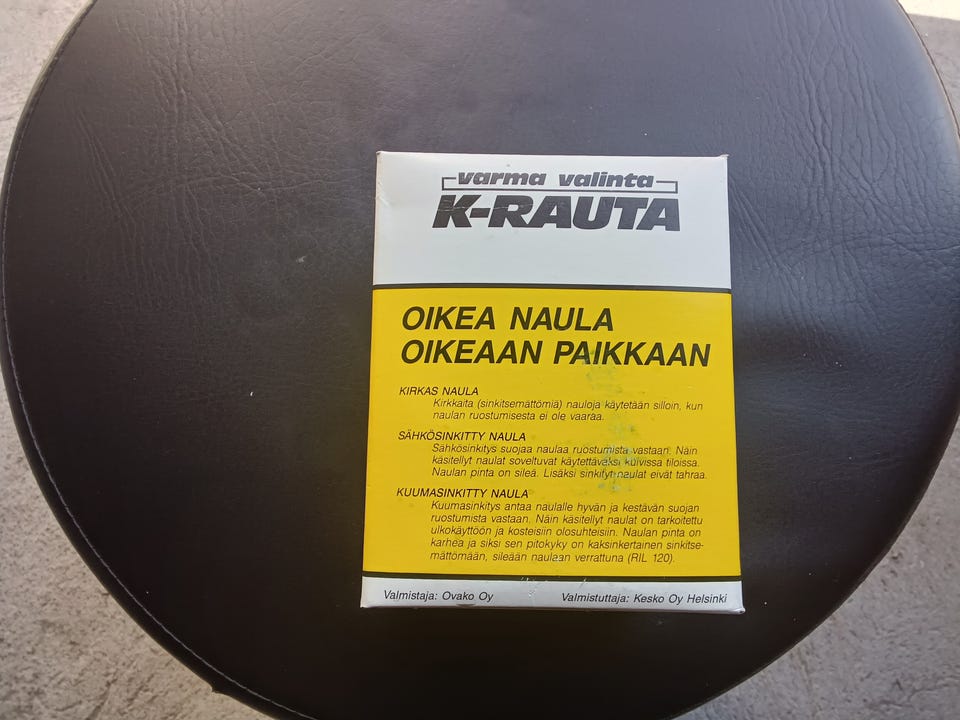 varma valinta
K-RAUTA
OIKEA NAULA
OIKEAAN PAIKKAAN
KIRKAS NAULA
Kirkkaita (sinkitsemättömiä) nauloja käytetään silloin, kun
naulan ruostumisesta ei ole vaaraa.
SÄHKÖSINKITTY NAULA
Sähkösinkitys suojaa naulaa ruostumista vastaan. Näin
käsitellyt naulat soveltuvat käytettäväksi kuivissa tiloissa.
Naulan pinta on sileä. Lisäksi sinkityt naulat eivät tahraa.
KUUMASINKITTY NAULA
Kuumasinkitys antaa naulalle hyvän ja kestävän suojan
ruostumista vastaan. Näin käsitellyt naulat on tarkoitettu
ulkokäyttöön ja kosteisiin olosuhteisiin. Naulan pinta on
karhea ja siksi sen pitokyky on kaksinkertainen sinkitse-
mättömään, sileään naulaan verrattuna (RIL 120).
Valmistaja: Ovako Oy Valmistuttaja: Kesko Oy Helsinki